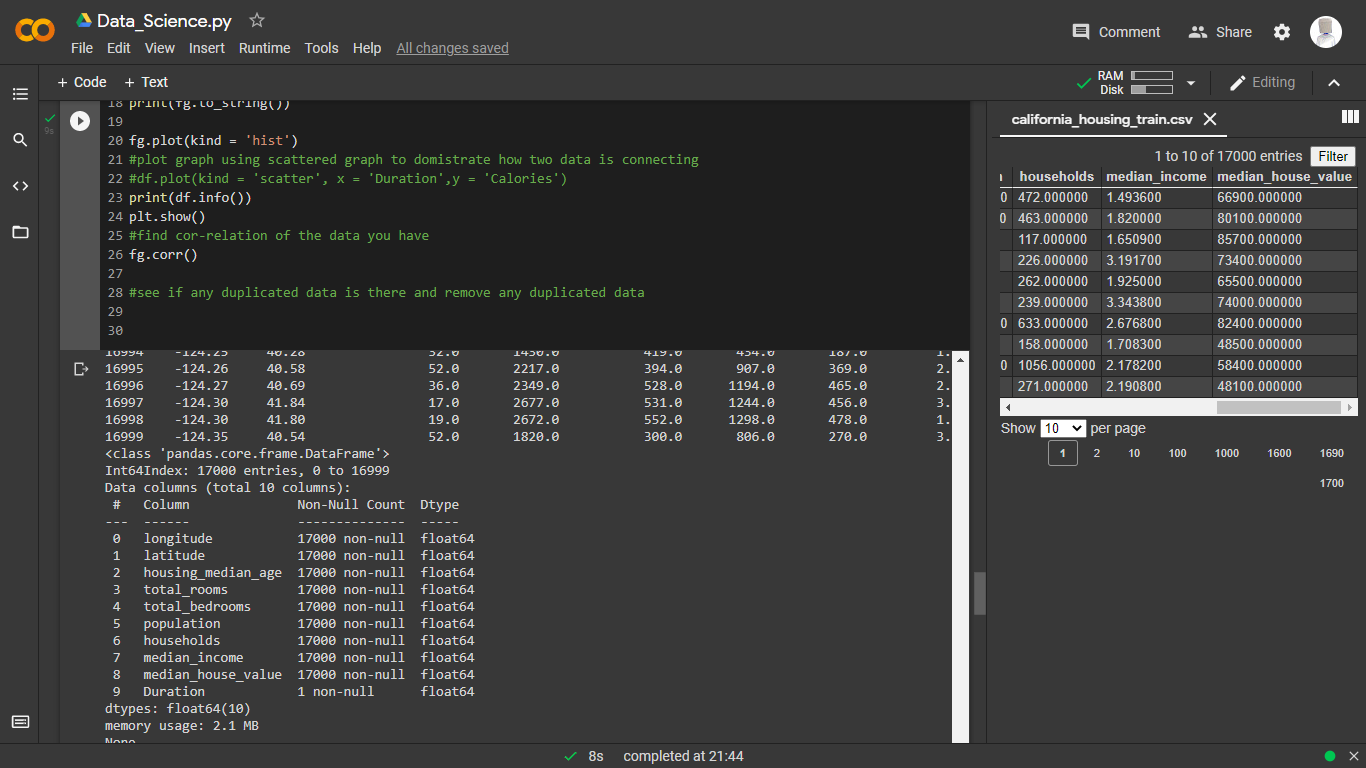 Data_Science.py
File Edit View Insert Runtime Tools Help All changes saved
Comment Share
+ Code + Text
RAM
Disk
Editing
9s
18 print(fg.to_string())
19
20 fg.plot(kind = 'hist')
21 #plot graph using scattered graph to domistrate how two data is connecting
22 #df.plot(kind = 'scatter', x = 'Duration',y = 'Calories')
23 print(df.info())
24 plt.show()
25 #find cor-relation of the data you have
26 fg.corr()
27
28 #see if any duplicated data is there and remove any duplicated data
29
30
16994 -124.25 40.28 32.0 1430.0 419.0 434.0 187.0 1.
16995 -124.26 40.58 52.0 2217.0 394.0 907.0 369.0 2.
16996 -124.27 40.69 36.0 2349.0 528.0 1194.0 465.0 2.
16997 -124.30 41.84 17.0 2677.0 531.0 1244.0 456.0 3.
16998 -124.30 41.80 19.0 2672.0 552.0 1298.0 478.0 1.
16999 -124.35 40.54 52.0 1820.0 300.0 806.0 270.0 3.
<class 'pandas.core.frame.DataFrame'>
Int64Index: 17000 entries, 0 to 16999
Data columns (total 10 columns):
# Column Non-Null Count Dtype
--- ------ -------------- -----
0 longitude 17000 non-null float64
1 latitude 17000 non-null float64
2 housing_median_age 17000 non-null float64
3 total_rooms 17000 non-null float64
4 total_bedrooms 17000 non-null float64
5 population 17000 non-null float64
6 households 17000 non-null float64
7 median_income 17000 non-null float64
8 median_house_value 17000 non-null float64
9 Duration 1 non-null float64
dtypes: float64(10)
memory usage: 2.1 MB
None
california_housing_train.csv
1 to 10 of 17000 entries Filter
households median_income median_house_value
0 472.000000 1.493600 66900.000000
0 463.000000 1.820000 80100.000000
117.000000 1.650900 85700.000000
226.000000 3.191700 73400.000000
262.000000 1.925000 65500.000000
239.000000 3.343800 74000.000000
0 633.000000 2.676800 82400.000000
158.000000 1.708300 48500.000000
0 1056.000000 2.178200 58400.000000
271.000000 2.190800 48100.000000
Show 10 per page
1 2 10 100 1000 1600 1690
1700
8s completed at 21:44